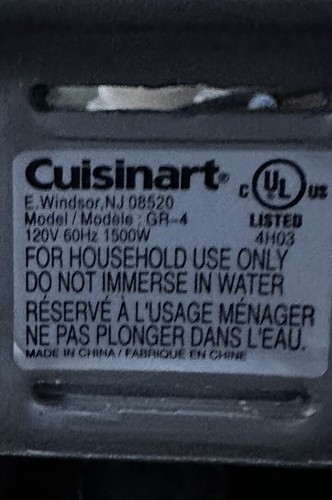 Cuisinart®
E. Windsor, NJ 08520
Model / Modèle : GR-4
120V 60Hz 1500W
C UL US
LISTED
4H03
FOR HOUSEHOLD USE ONLY
DO NOT IMMERSE IN WATER
RÉSERVÉ À L'USAGE MÉNAGER
NE PAS PLONGER DANS L'EAU.
MADE IN CHINA / FABRIQUÉ EN CHINE